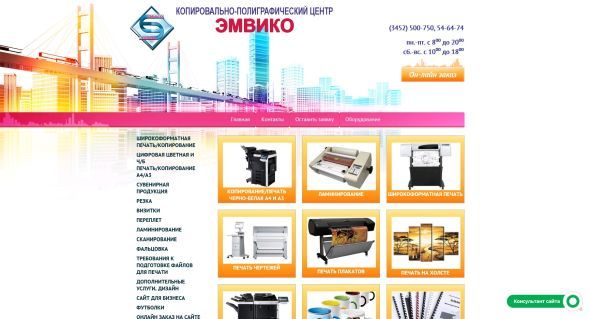 КОПИРОВАЛЬНО-ПОЛИГРАФИЧЕСКИЙ ЦЕНТР
ЭМВИКО
(3452) 500-750, 54-64-74
пн.-пт. с 8⁰⁰ до 20⁰⁰
сб.-вс. с 10⁰⁰ до 18⁰⁰
Он-лайн заказ
Главная Контакты Оставить заявку Оборудование
ШИРОКОФОРМАТНАЯ
ПЕЧАТЬ/КОПИРОВАНИЕ
ЦИФРОВАЯ ЦВЕТНАЯ И
Ч/Б
ПЕЧАТЬ/КОПИРОВАНИЕ
А4/А3
СУВЕНИРНАЯ
ПРОДУКЦИЯ
РЕЗКА
ВИЗИТКИ
ПЕРЕПЛЕТ
ЛАМИНИРОВАНИЕ
СКАНИРОВАНИЕ
ФАЛЬЦОВКА
ТРЕБОВАНИЯ К
ПОДГОТОВКЕ ФАЙЛОВ
ДЛЯ ПЕЧАТИ
ДОПОЛНИТЕЛЬНЫЕ
УСЛУГИ. ДИЗАЙН
САЙТ ДЛЯ БИЗНЕСА
ФУТБОЛКИ
ОНЛАЙН ЗАКАЗ НА САЙТЕ
КОПИРОВАНИЕ/ПЕЧАТЬ
ЧЕРНО-БЕЛАЯ А4 И А3
ЛАМИНИРОВАНИЕ
ШИРОКОФОРМАТНАЯ ПЕЧАТЬ
ПЕЧАТЬ ЧЕРТЕЖЕЙ
ПЕЧАТЬ ПЛАКАТОВ
ПЕЧАТЬ НА ХОЛСТЕ
Консультант сайта